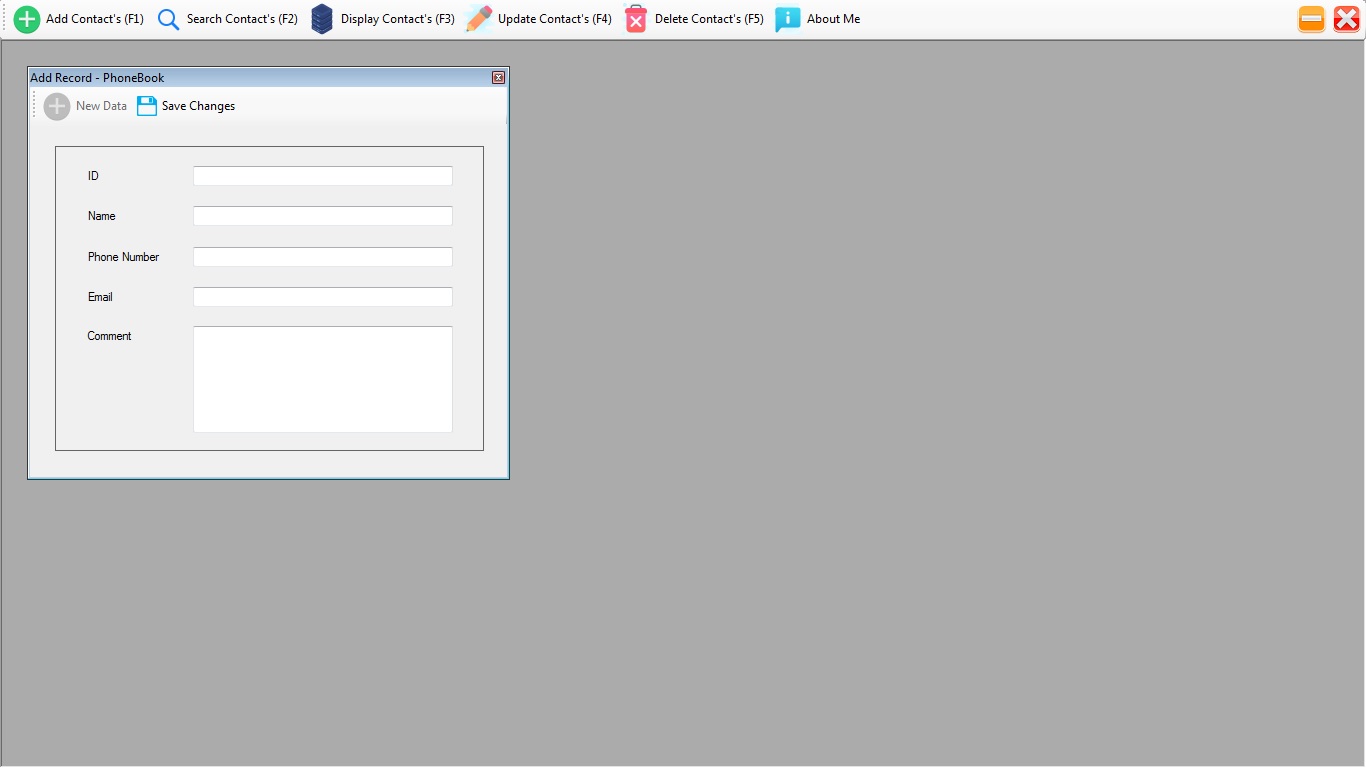 Add Contact's (F1) Search Contact's (F2) Display Contact's (F3) Update Contact's (F4) Delete Contact's (F5) About Me
Add Record - PhoneBook
New Data Save Changes
ID
Name
Phone Number
Email
Comment